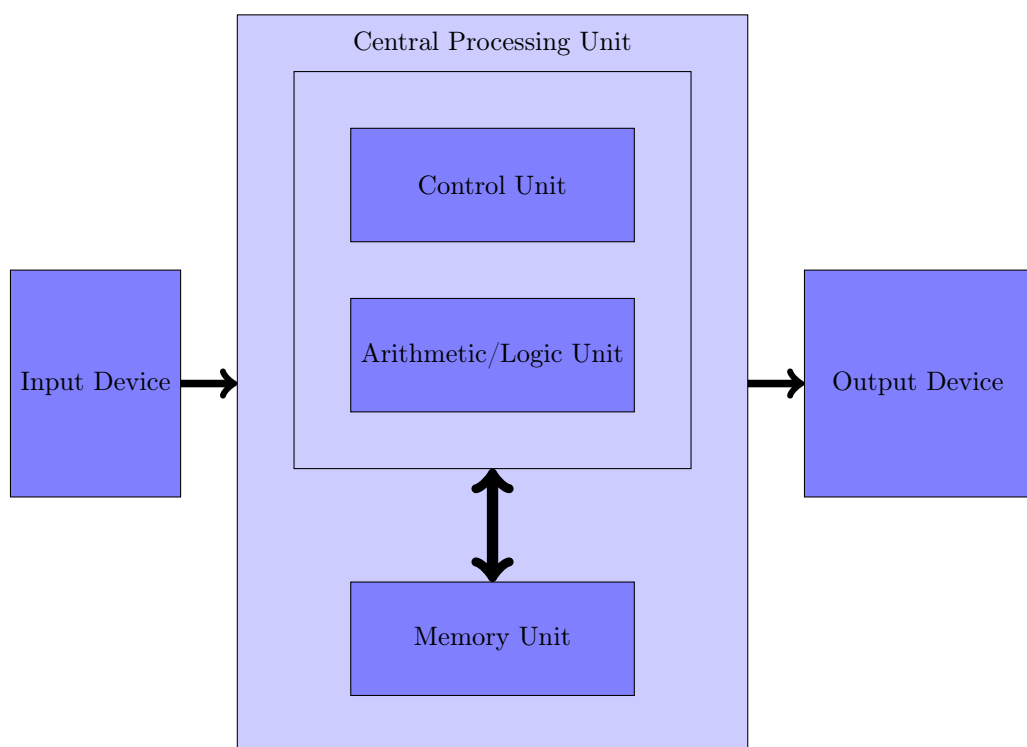 Central Processing Unit
Control Unit
Arithmetic/Logic Unit
Input Device
Output Device
Memory Unit